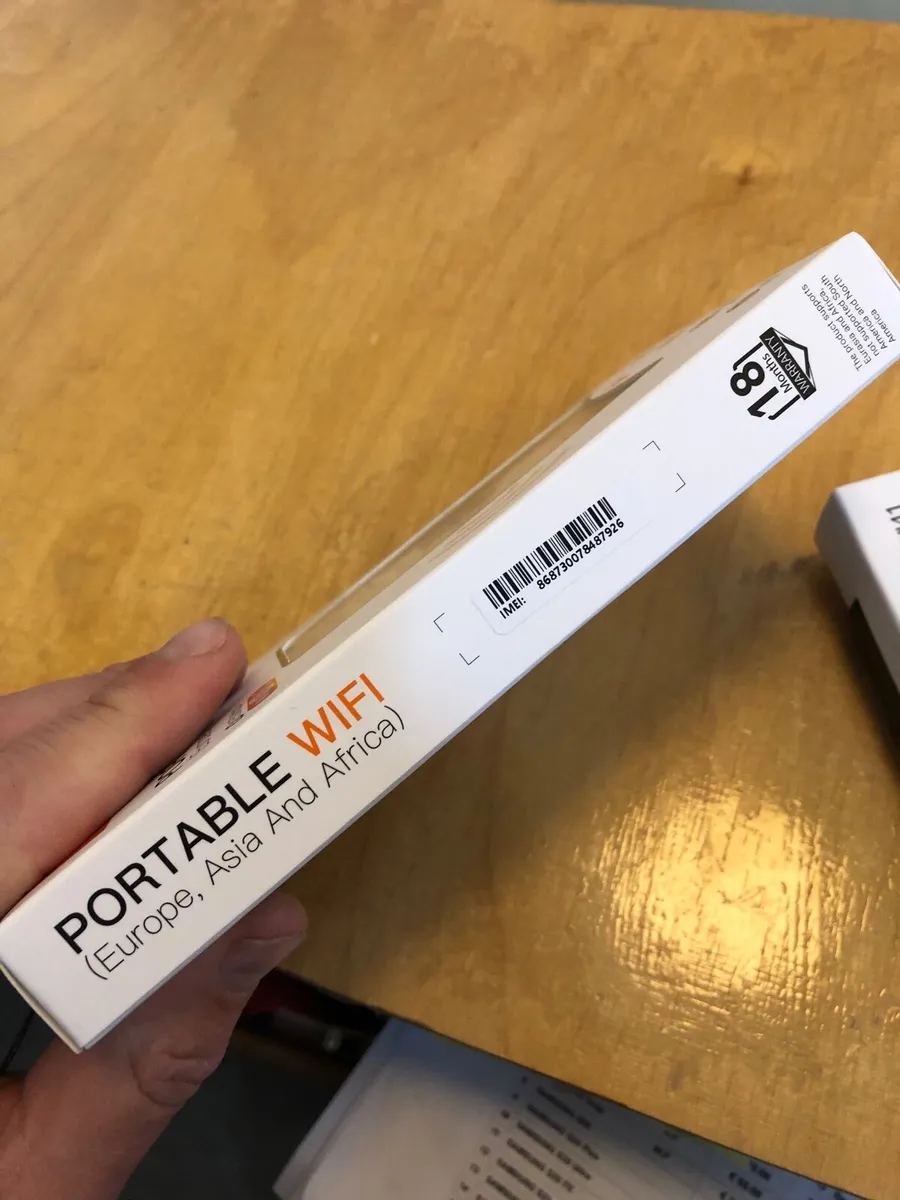 PORTABLE WIFI
(Europe, Asia And Africa)
IMEI: 868730078487926
18
Months
WARRANTY
The product supports
Eurasia and Africa,
not supported South
America and North
America